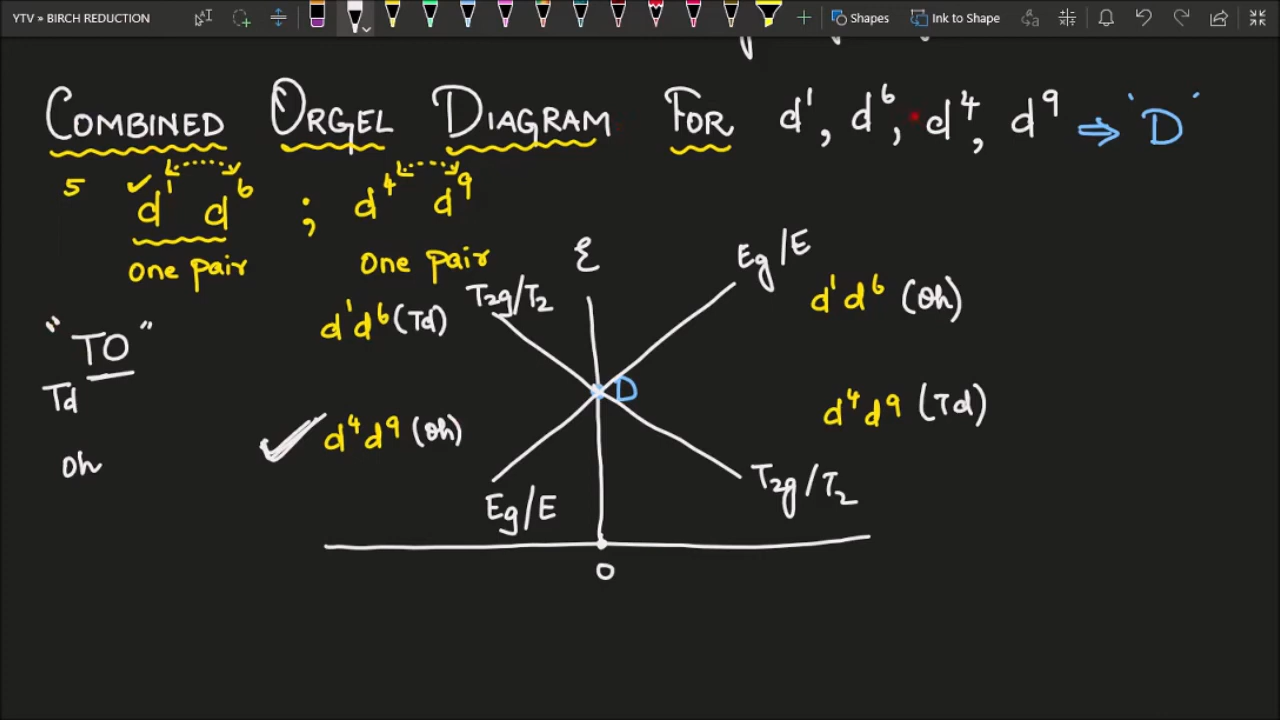 YTV » BIRCH REDUCTION
Shapes
Ink to Shape
COMBINED ORGEL DIAGRAM FOR d¹, d⁶, d⁴, d⁹ ⇒ 'D'
5 d¹ d⁶ ; d⁴ d⁹
One pair One pair
ε
Eg/E
T₂g/T₂
d¹d⁶ (Td)
d¹d⁶ (Oh)
"TO"
Td
D
d⁴d⁹ (Oh)
d⁴d⁹ (Td)
Oh
Eg/E
T₂g/T₂
O